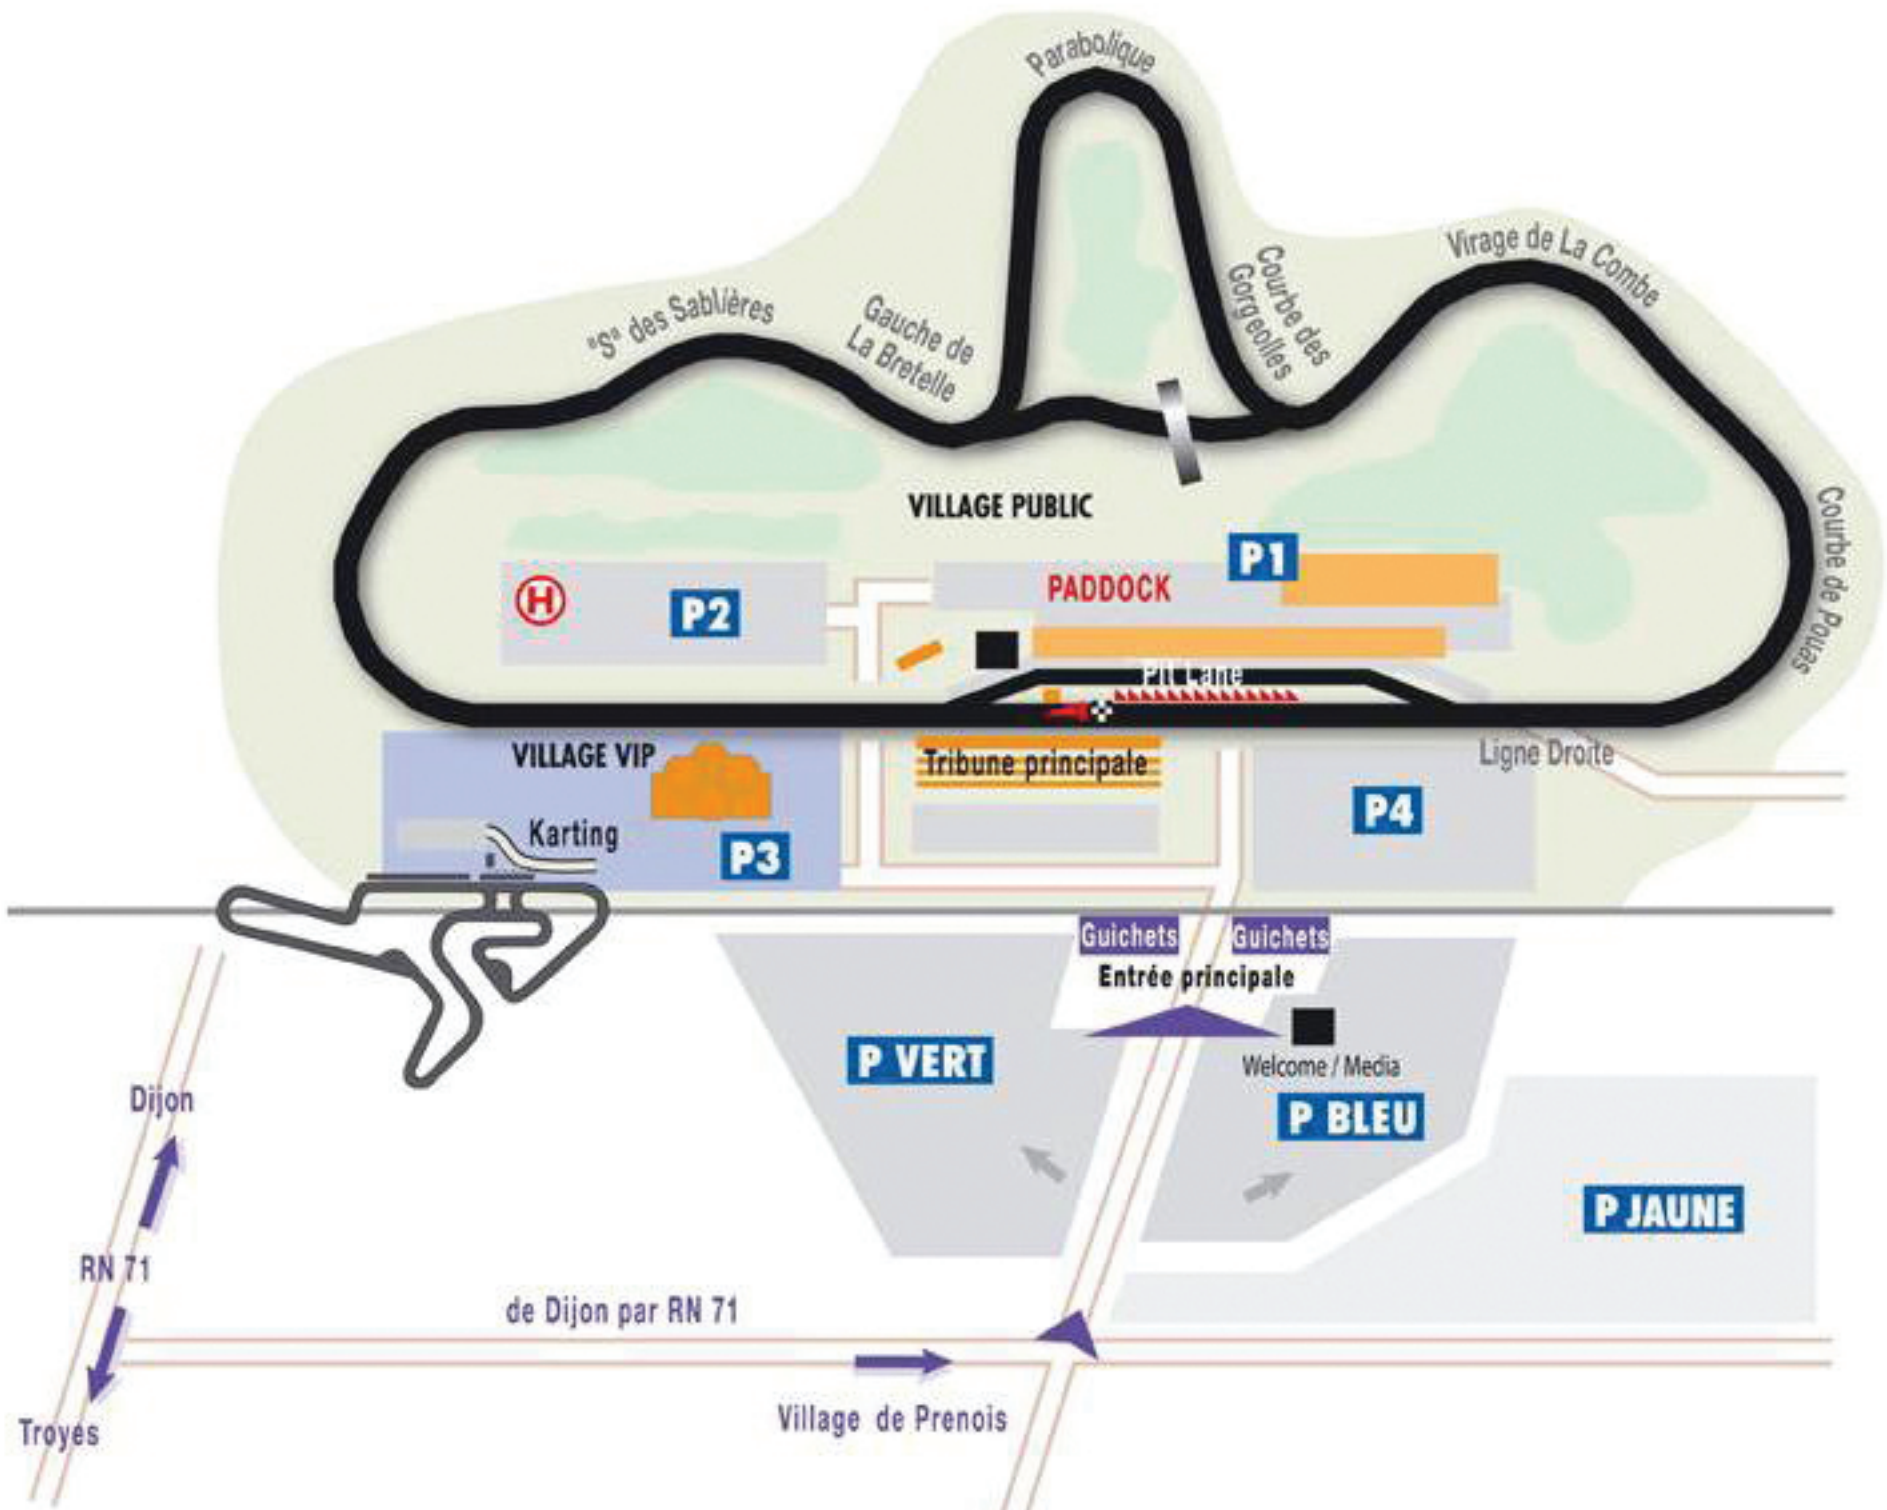 Parabolique
Virage de La Combe
"S" des Sablières
Gauche de
La Bretelle
Courbe des
Gorgeolles
Courbe de Pouas
VILLAGE PUBLIC
P1
PADDOCK
H
P2
Pit Lane
Ligne Droite
VILLAGE VIP
Tribune principale
P4
Karting
P3
Guichets
Guichets
Entrée principale
Welcome / Media
P VERT
P BLEU
P JAUNE
Dijon
RN 71
de Dijon par RN 71
Village de Prenois
Troyes